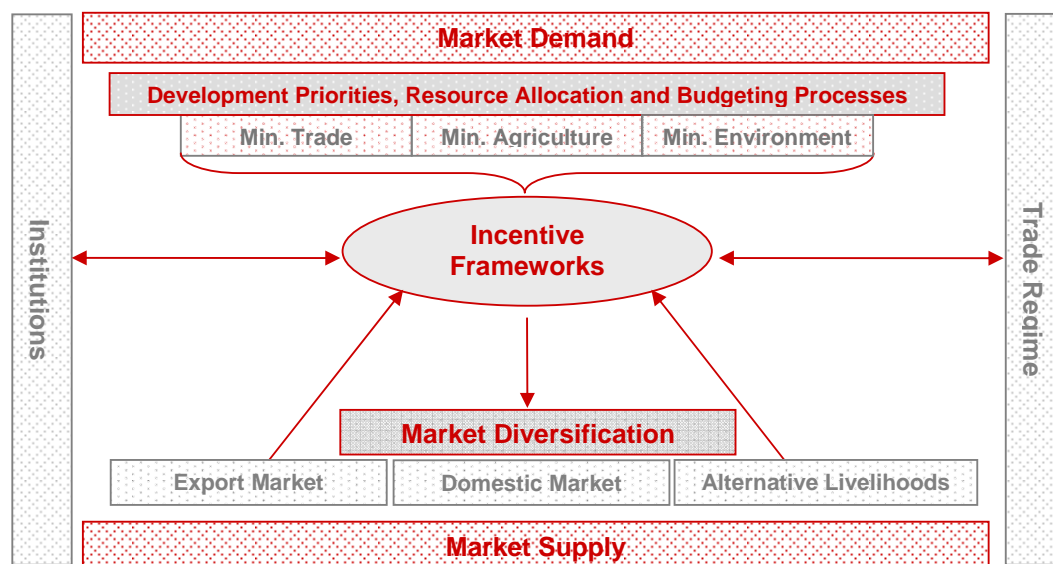 Market Demand
Development Priorities, Resource Allocation and Budgeting Processes
Min. Trade
Min. Agriculture
Min. Environment
Institutions
Incentive
Frameworks
Trade Regime
Market Diversification
Export Market
Domestic Market
Alternative Livelihoods
Market Supply